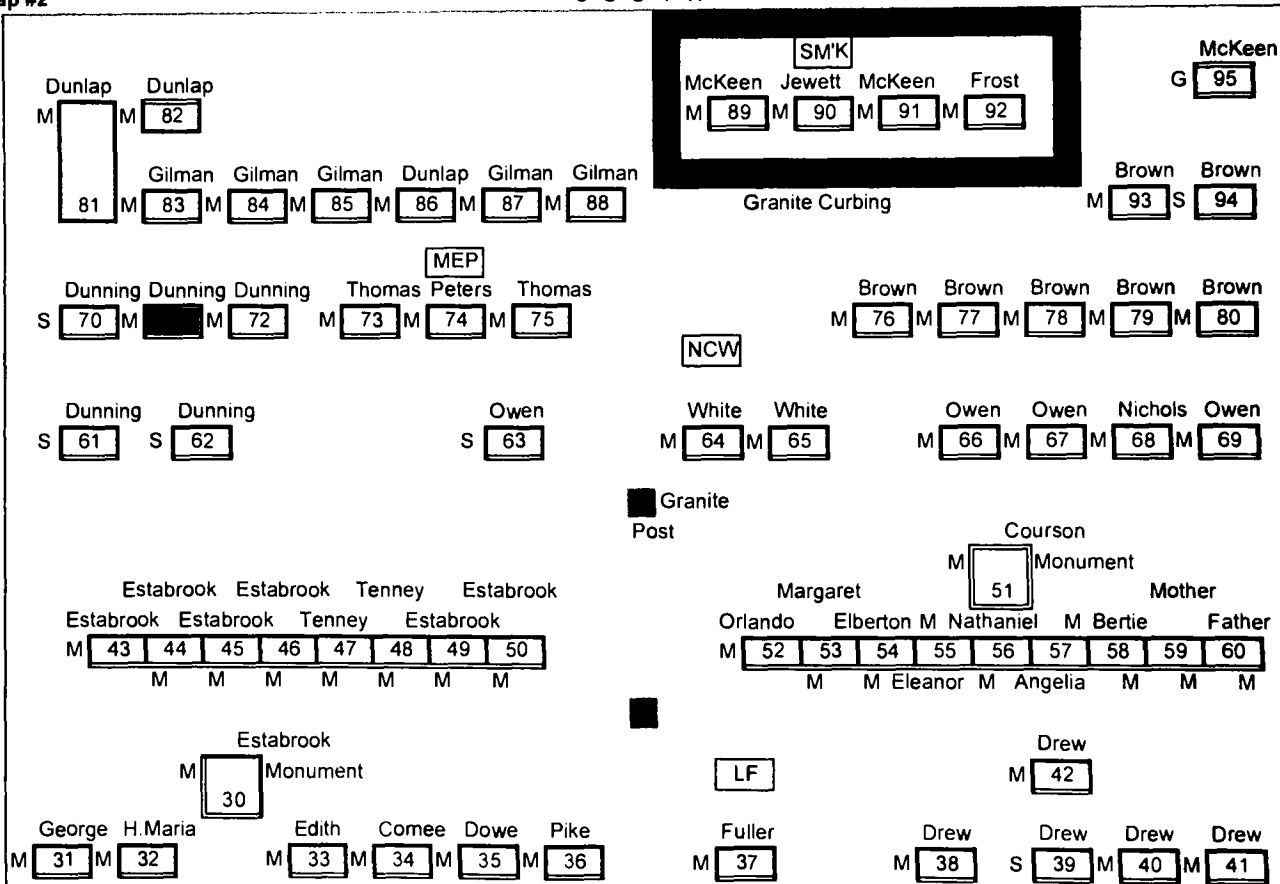 ap #2
SM'K
McKeen
Dunlap Dunlap McKeen Jewett McKeen Frost G 95
M M 82 M 89 M 90 M 91 M 92
Gilman Gilman Gilman Dunlap Gilman Gilman Brown Brown
81 M 83 M 84 M 85 M 86 M 87 M 88 Granite Curbing M 93 S 94
MEP
Dunning Dunning Dunning Thomas Peters Thomas Brown Brown Brown Brown Brown
S 70 M M 72 M 73 M 74 M 75 M 76 M 77 M 78 M 79 M 80
NCW
Dunning Dunning Owen White White Owen Owen Nichols Owen
S 61 S 62 S 63 M 64 M 65 M 66 M 67 M 68 M 69
Granite
Post Courson
M Monument
51
Estabrook Estabrook Tenney Estabrook Margaret Mother
Estabrook Estabrook Tenney Estabrook Orlando Elberton M Nathaniel M Bertie Father
M 43 44 45 46 47 48 49 50 M 52 53 54 55 56 57 58 59 60
M M M M M M M M Eleanor M Angelia M M M
Estabrook Drew
M Monument LF M 42
30
George H.Maria Edith Comee Dowe Pike Fuller Drew Drew Drew Drew
M 31 M 32 M 33 M 34 M 35 M 36 M 37 M 38 S 39 M 40 M 41